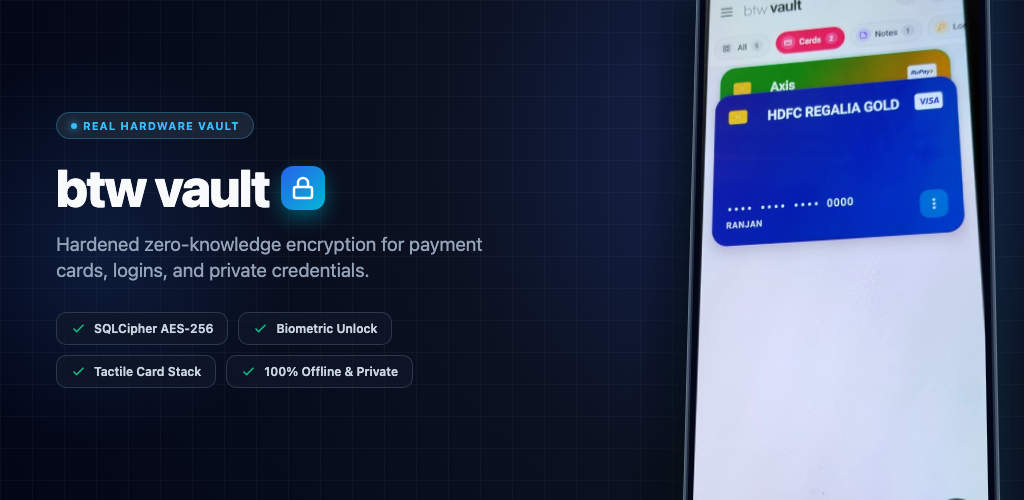 REAL HARDWARE VAULT
btw vault
Hardened zero-knowledge encryption for payment
cards, logins, and private credentials.
SQLCipher AES-256
Biometric Unlock
Tactile Card Stack
100% Offline & Private
btw vault
All 5
Cards 2
Notes 1
Axis
RuPay
HDFC REGALIA GOLD
VISA
•••• •••• •••• 0000
RANJAN